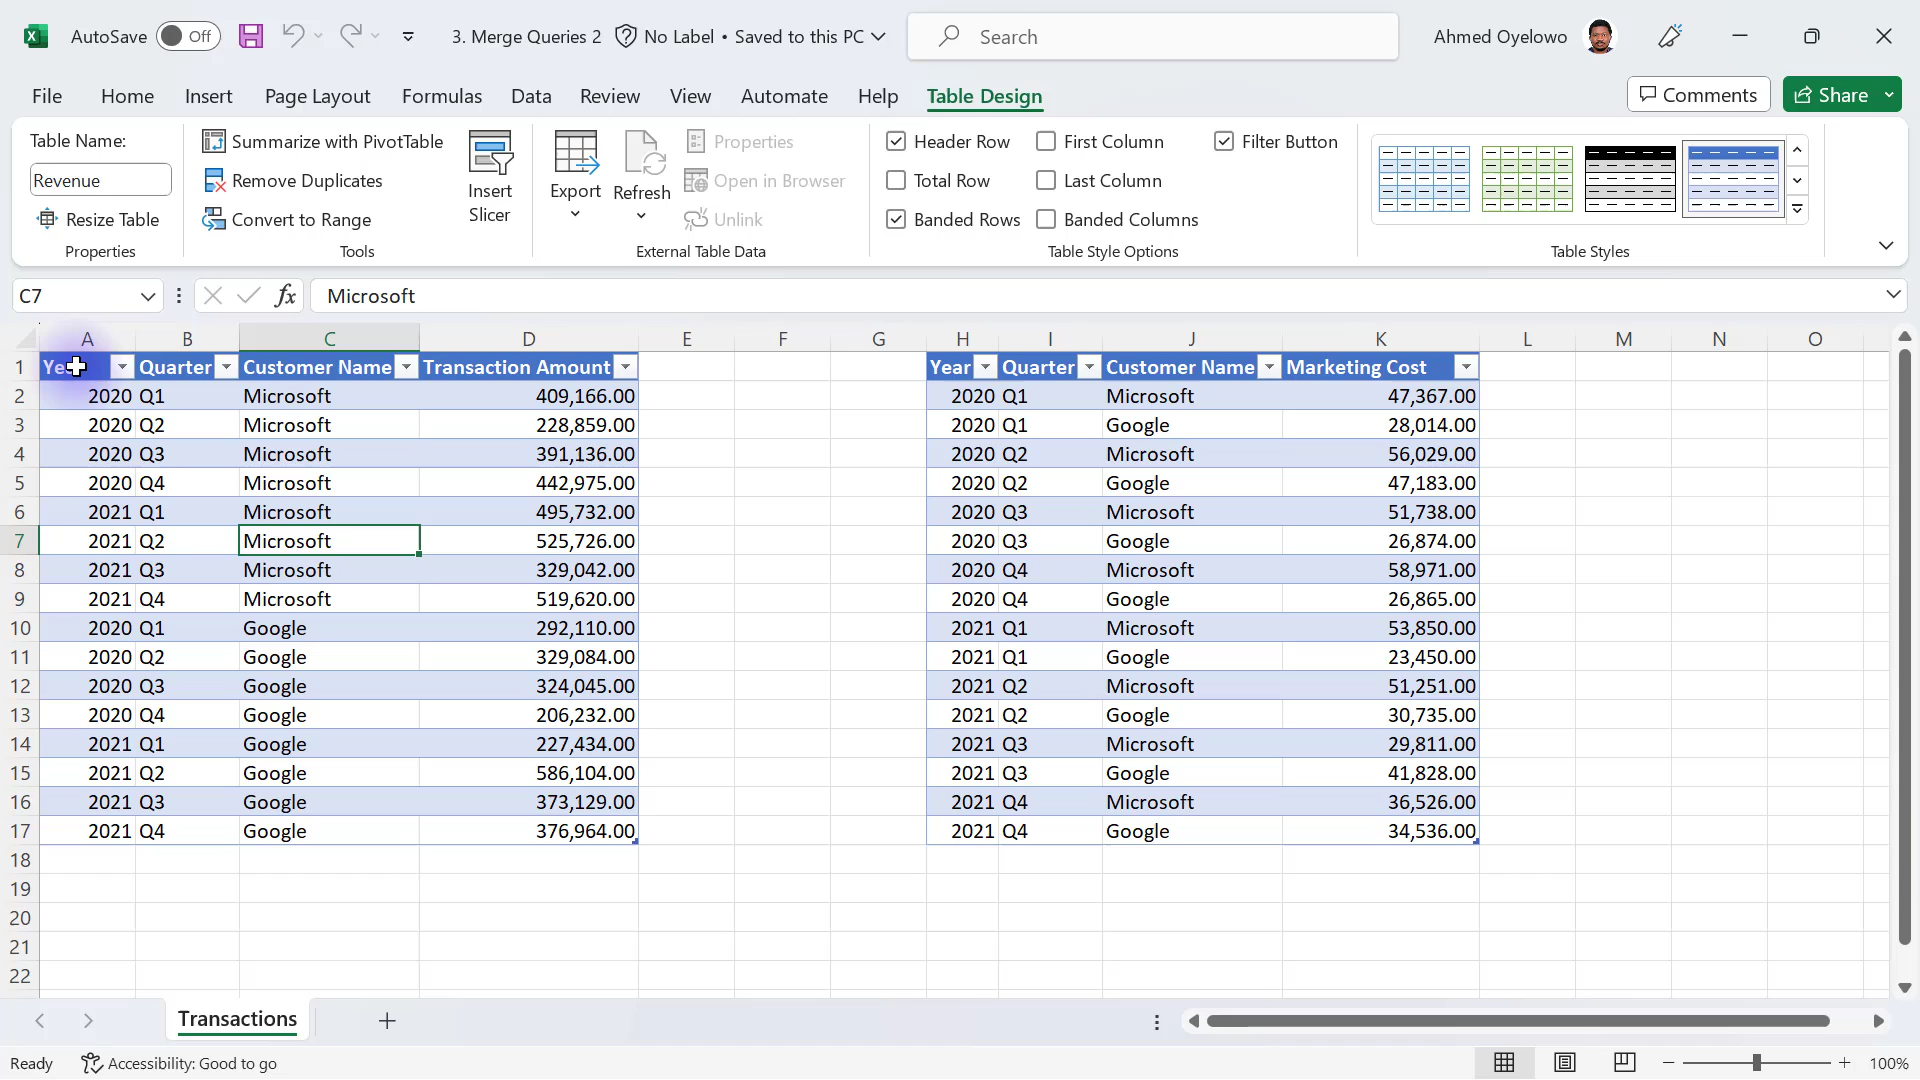 AutoSave Off 3. Merge Queries 2 No Label • Saved to this PC Search Ahmed Oyelowo
File Home Insert Page Layout Formulas Data Review View Automate Help Table Design Comments Share
Table Name:
Revenue
Resize Table
Properties
Summarize with PivotTable
Remove Duplicates
Convert to Range
Tools
Insert
Slicer
Export
Refresh
Properties
Open in Browser
Unlink
External Table Data
Header Row First Column Filter Button
Total Row Last Column
Banded Rows Banded Columns
Table Style Options
Table Styles
C7 fx Microsoft
A B C D E F G H I J K L M N O
1 Quarter Customer Name Transaction Amount Year Quarter Customer Name Marketing Cost
2 2020 Q1 Microsoft 409,166.00 2020 Q1 Microsoft 47,367.00
3 2020 Q2 Microsoft 228,859.00 2020 Q1 Google 28,014.00
4 2020 Q3 Microsoft 391,136.00 2020 Q2 Microsoft 56,029.00
5 2020 Q4 Microsoft 442,975.00 2020 Q2 Google 47,183.00
6 2021 Q1 Microsoft 495,732.00 2020 Q3 Microsoft 51,738.00
7 2021 Q2 Microsoft 525,726.00 2020 Q3 Google 26,874.00
8 2021 Q3 Microsoft 329,042.00 2020 Q4 Microsoft 58,971.00
9 2021 Q4 Microsoft 519,620.00 2020 Q4 Google 26,865.00
10 2020 Q1 Google 292,110.00 2021 Q1 Microsoft 53,850.00
11 2020 Q2 Google 329,084.00 2021 Q1 Google 23,450.00
12 2020 Q3 Google 324,045.00 2021 Q2 Microsoft 51,251.00
13 2020 Q4 Google 206,232.00 2021 Q2 Google 30,735.00
14 2021 Q1 Google 227,434.00 2021 Q3 Microsoft 29,811.00
15 2021 Q2 Google 586,104.00 2021 Q3 Google 41,828.00
16 2021 Q3 Google 373,129.00 2021 Q4 Microsoft 36,526.00
17 2021 Q4 Google 376,964.00 2021 Q4 Google 34,536.00
18
19
20
21
22
Transactions
Ready Accessibility: Good to go 100%